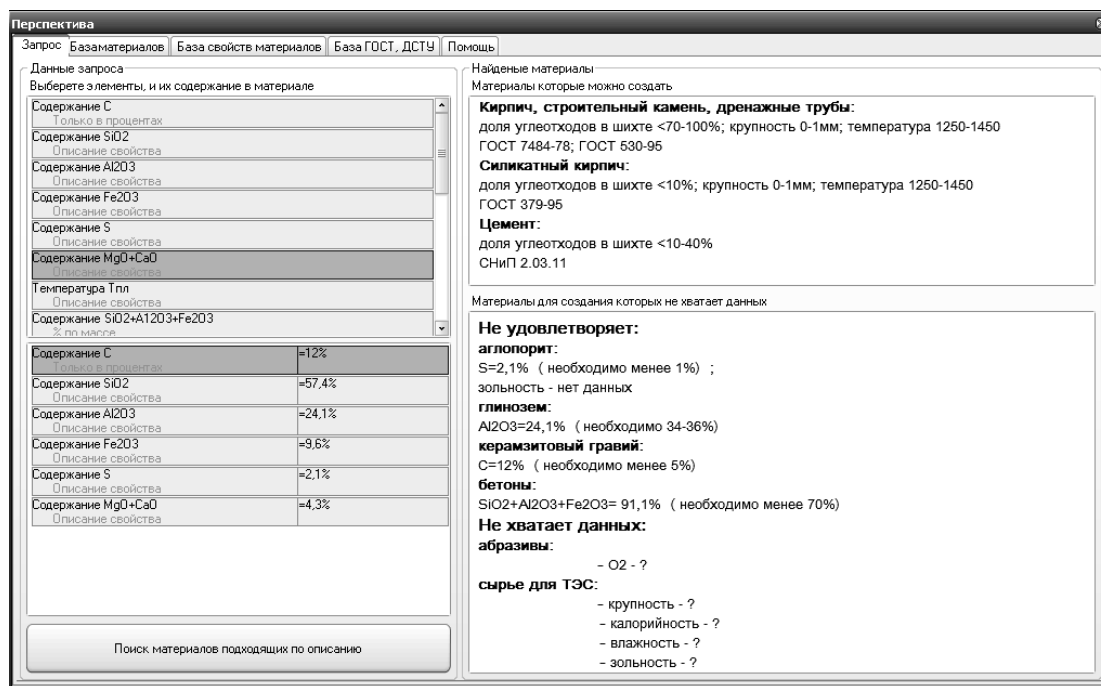 Перспектива
Запрос Базаматериалов База свойств материалов База ГОСТ, ДСТУ Помощь
Данные запроса
Выберете элементы, и их содержание в материале
Содержание C
Только в процентах
Содержание SiO2
Описание свойства
Содержание Al2O3
Описание свойства
Содержание Fe2O3
Описание свойства
Содержание S
Описание свойства
Содержание MgO+CaO
Описание свойства
Температура Тпл
Описание свойства
Содержание SiO2+A12O3+Fe2O3
% по массе
Содержание C =12%
Только в процентах
Содержание SiO2 =57,4%
Описание свойства
Содержание Al2O3 =24,1%
Описание свойства
Содержание Fe2O3 =9,6%
Описание свойства
Содержание S =2,1%
Описание свойства
Содержание MgO+CaO =4,3%
Описание свойства
Поиск материалов подходящих по описанию
Найденые материалы
Материалы которые можно создать
Кирпич, строительный камень, дренажные трубы:
доля углеотходов в шихте <70-100%; крупность 0-1мм; температура 1250-1450
ГОСТ 7484-78; ГОСТ 530-95
Силикатный кирпич:
доля углеотходов в шихте <10%; крупность 0-1мм; температура 1250-1450
ГОСТ 379-95
Цемент:
доля углеотходов в шихте <10-40%
СНиП 2.03.11
Материалы для создания которых не хватает данных
Не удовлетворяет:
аглопорит:
S=2,1% ( необходимо менее 1%) ;
зольность - нет данных
глинозем:
Al2O3=24,1% ( необходимо 34-36%)
керамзитовый гравий:
C=12% ( необходимо менее 5%)
бетоны:
SiO2+Al2O3+Fe2O3= 91,1% ( необходимо менее 70%)
Не хватает данных:
абразивы:
– O2 - ?
сырье для ТЭС:
– крупность - ?
– калорийность - ?
– влажность - ?
– зольность - ?